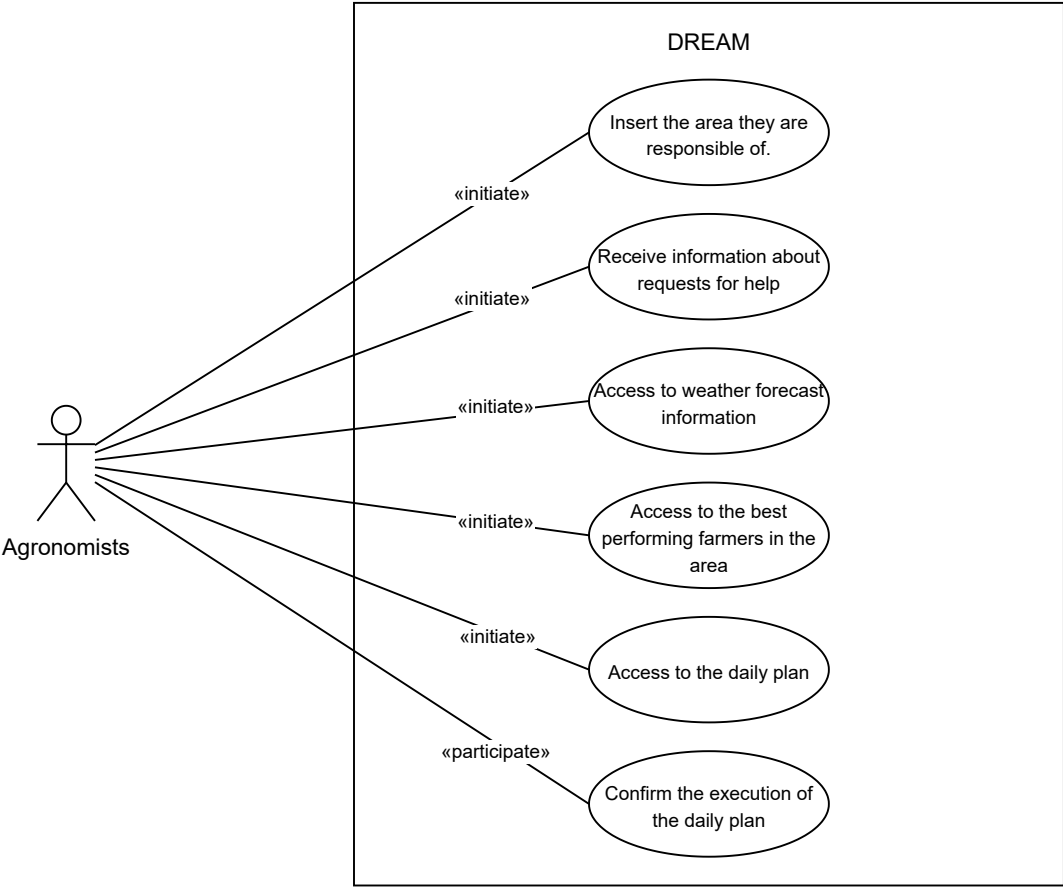 DREAM
Insert the area they are
responsible of.
«initiate»
Receive information about
requests for help
«initiate»
Access to weather forecast
information
«initiate»
Access to the best
performing farmers in the
area
«initiate»
Agronomists
Access to the daily plan
«initiate»
Confirm the execution of
the daily plan
«participate»